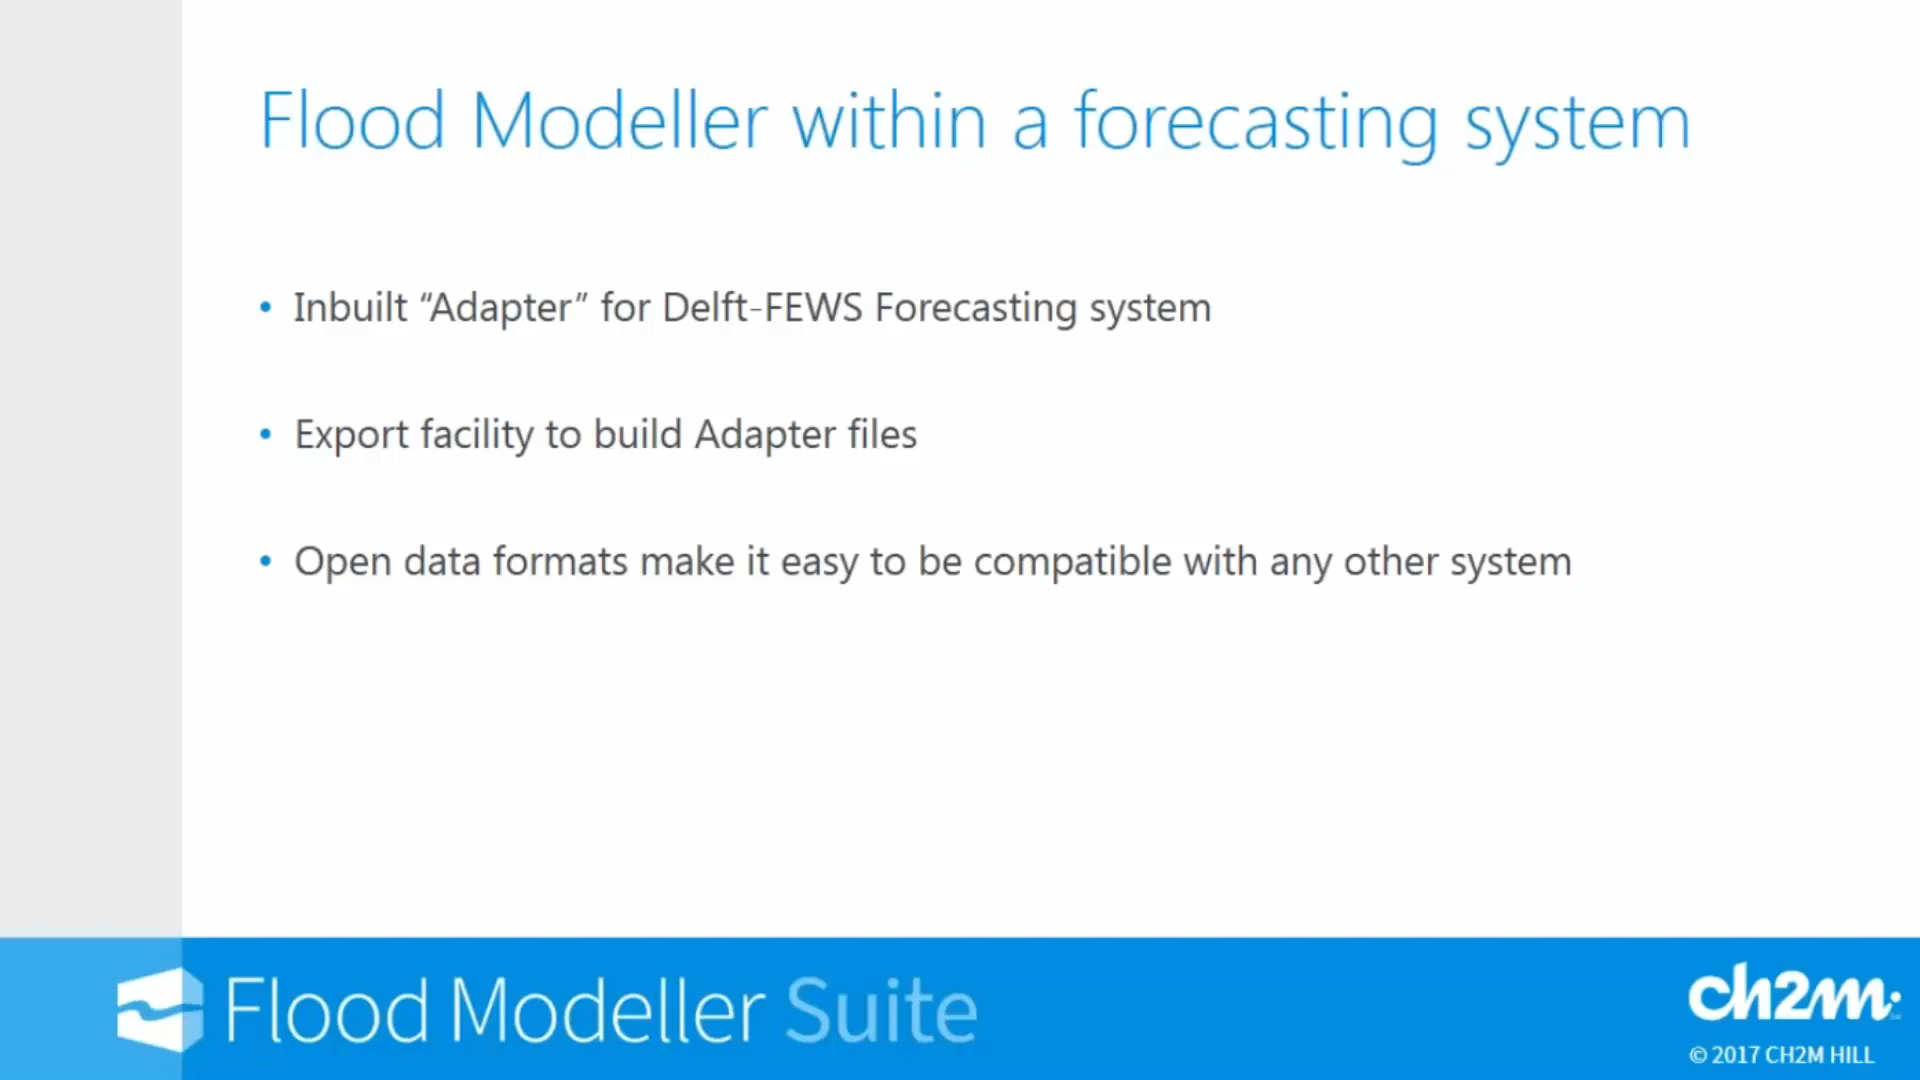 Flood Modeller within a forecasting system
• Inbuilt “Adapter” for Delft-FEWS Forecasting system
• Export facility to build Adapter files
• Open data formats make it easy to be compatible with any other system
Flood Modeller Suite
ch2m:
© 2017 CH2M HILL